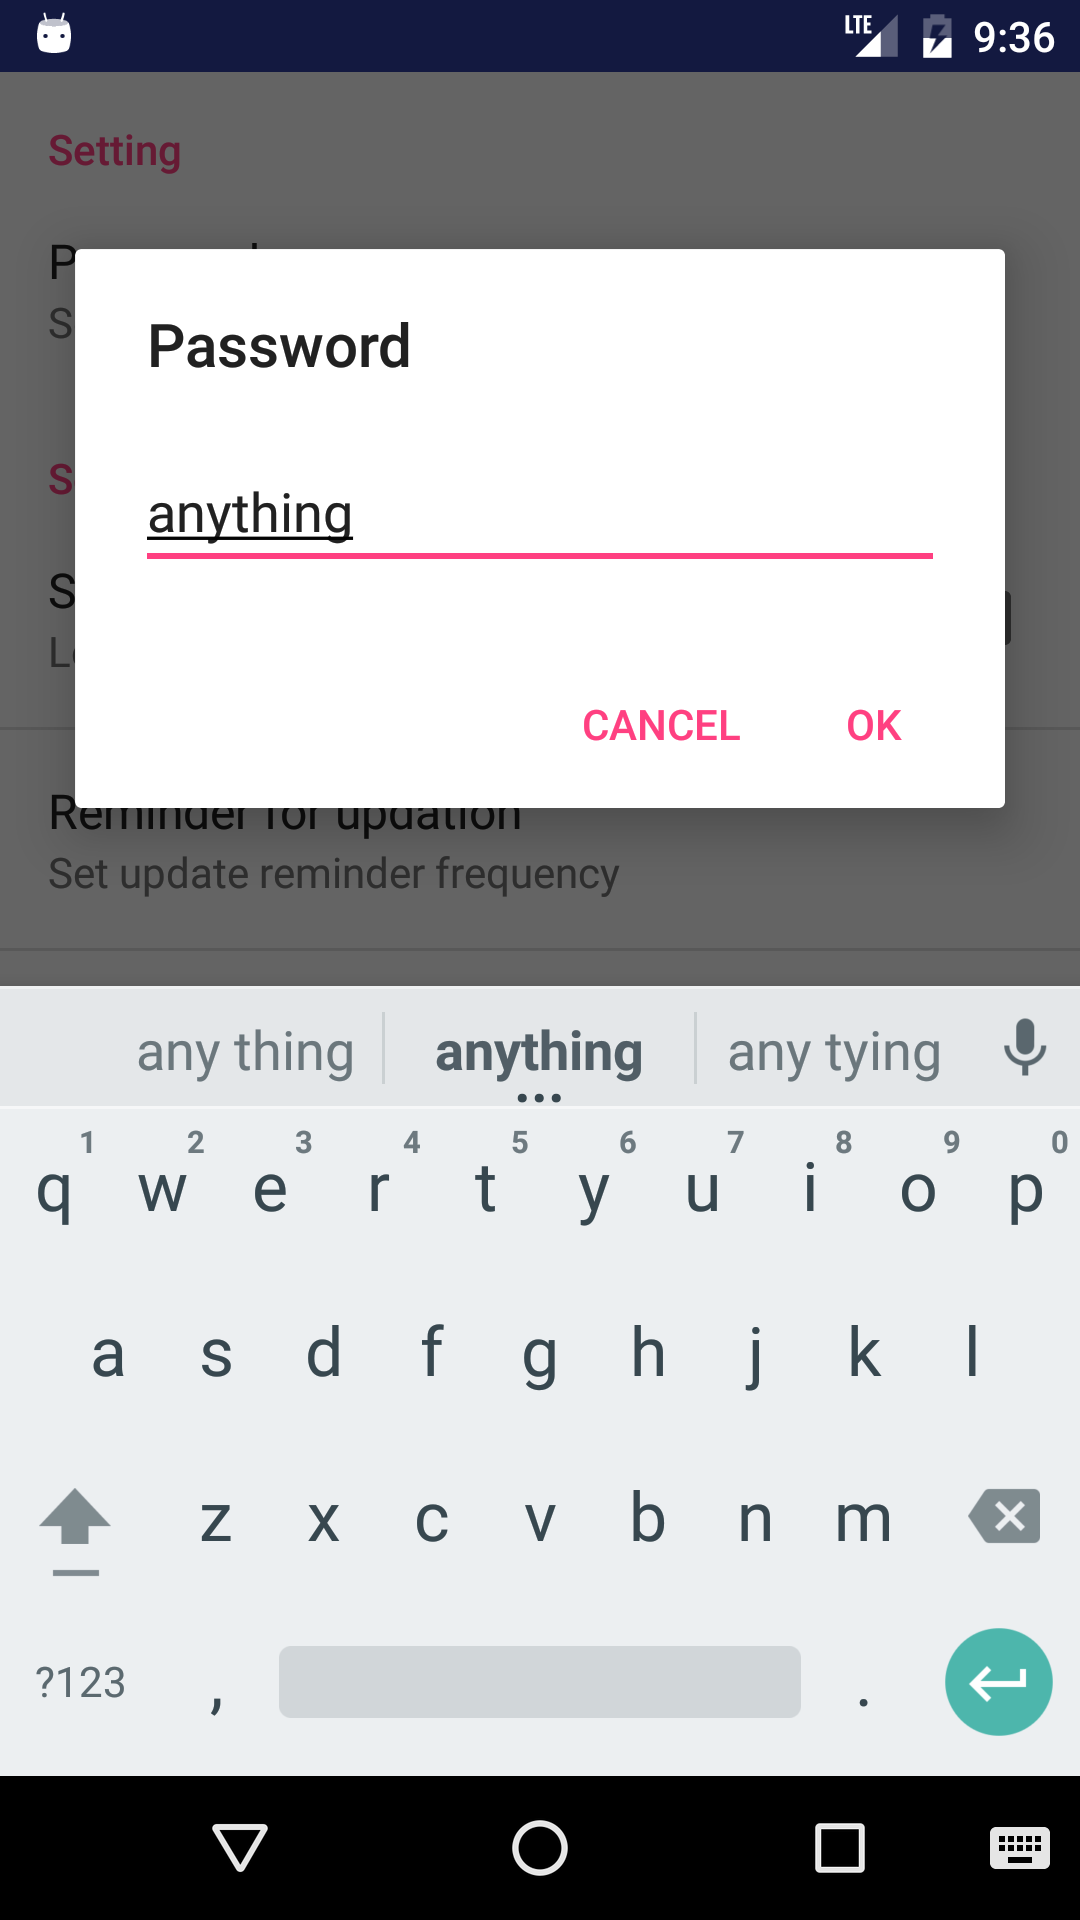 LTE 9:36
Setting
Password
anything
CANCEL OK
Reminder for updation
Set update reminder frequency
any thing anything any tying
1 2 3 4 5 6 7 8 9 0
q w e r t y u i o p
a s d f g h j k l
z x c v b n m
?123 , .